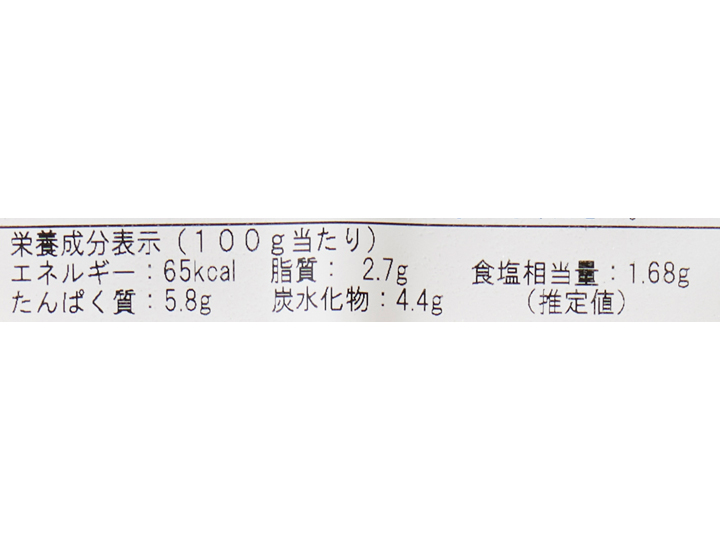 栄養成分表示（１００ｇ当たり）
エネルギー：65kcal 脂質： 2.7g 食塩相当量：1.68g
たんぱく質：5.8g 炭水化物：4.4g （推定値）